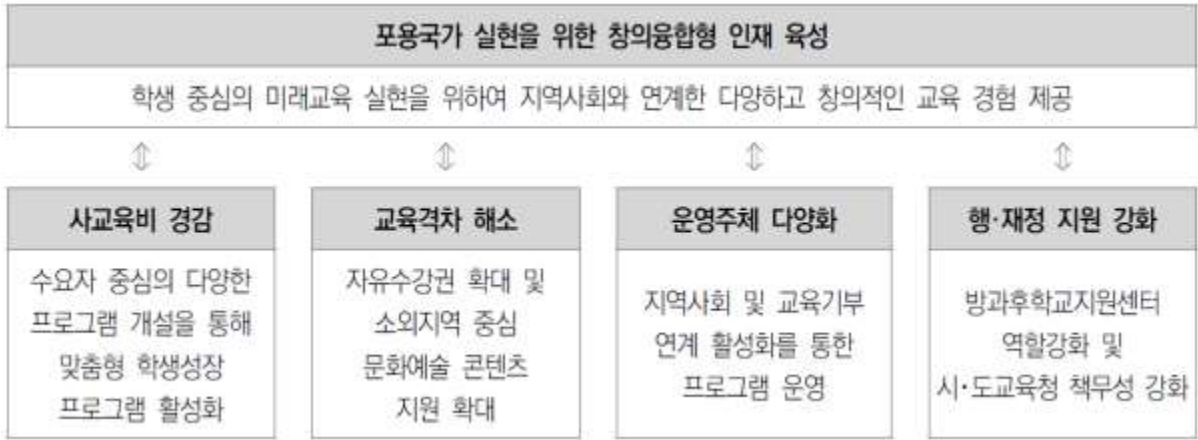 포용국가 실현을 위한 창의융합형 인재 육성
학생 중심의 미래교육 실현을 위하여 지역사회와 연계한 다양하고 창의적인 교육 경험 제공
⇕ ⇕ ⇕ ⇕
사교육비 경감
수요자 중심의 다양한
프로그램 개설을 통해
맞춤형 학생성장
프로그램 활성화
교육격차 해소
자유수강권 확대 및
소외지역 중심
문화예술 콘텐츠
지원 확대
운영주체 다양화
지역사회 및 교육기부
연계 활성화를 통한
프로그램 운영
행·재정 지원 강화
방과후학교지원센터
역할강화 및
시·도교육청 책무성 강화